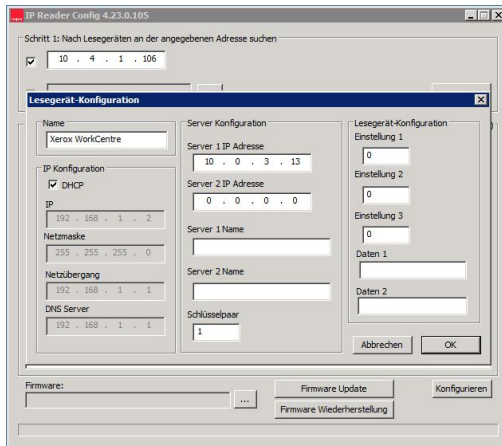 IP Reader Config 4.23.0.105
Schritt 1: Nach Lesegeräten an der angegebenen Adresse suchen
10 . 4 . 1 . 106
Lesegerät-Konfiguration
Name
Xerox WorkCentre
IP Konfiguration
DHCP
IP
192 . 168 . 1 . 2
Netzmaske
255 . 255 . 255 . 0
Netzübergang
192 . 168 . 1 . 1
DNS Server
192 . 168 . 1 . 1
Server Konfiguration
Server 1 IP Adresse
10 . 0 . 3 . 13
Server 2 IP Adresse
0 . 0 . 0 . 0
Server 1 Name
Server 2 Name
Schlüsselpaar
1
Lesegerät-Konfiguration
Einstellung 1
0
Einstellung 2
0
Einstellung 3
0
Daten 1
Daten 2
Abbrechen
OK
Firmware:
...
Firmware Update
Konfigurieren
Firmware Wiederherstellung